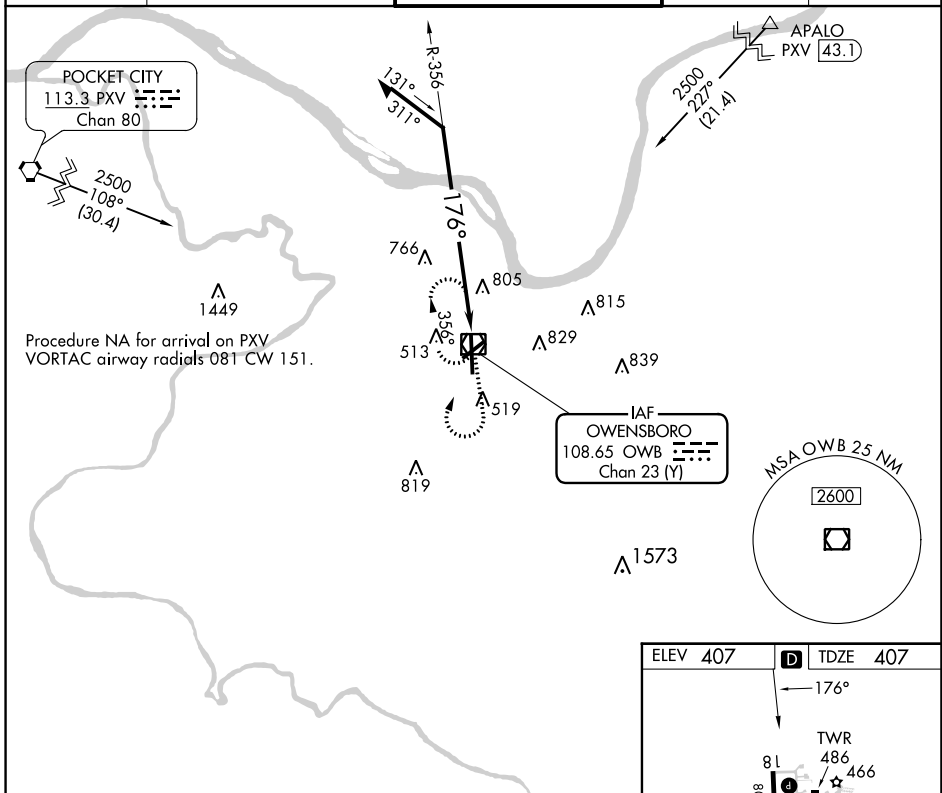 R-356
APALO
PXV 43.1
POCKET CITY
113.3 PXV
Chan 80
131°
311°
2500
227°
(21.4)
2500
108°
(30.4)
176°
766
805
815
1449
356°
829
Procedure NA for arrival on PXV
VORTAC airway radials 081 CW 151.
513
839
519
IAF
OWENSBORO
108.65 OWB
Chan 23 (Y)
819
MSA OWB 25 NM
2600
1573
ELEV 407
D
TDZE 407
176°
TWR
486
466
18
P